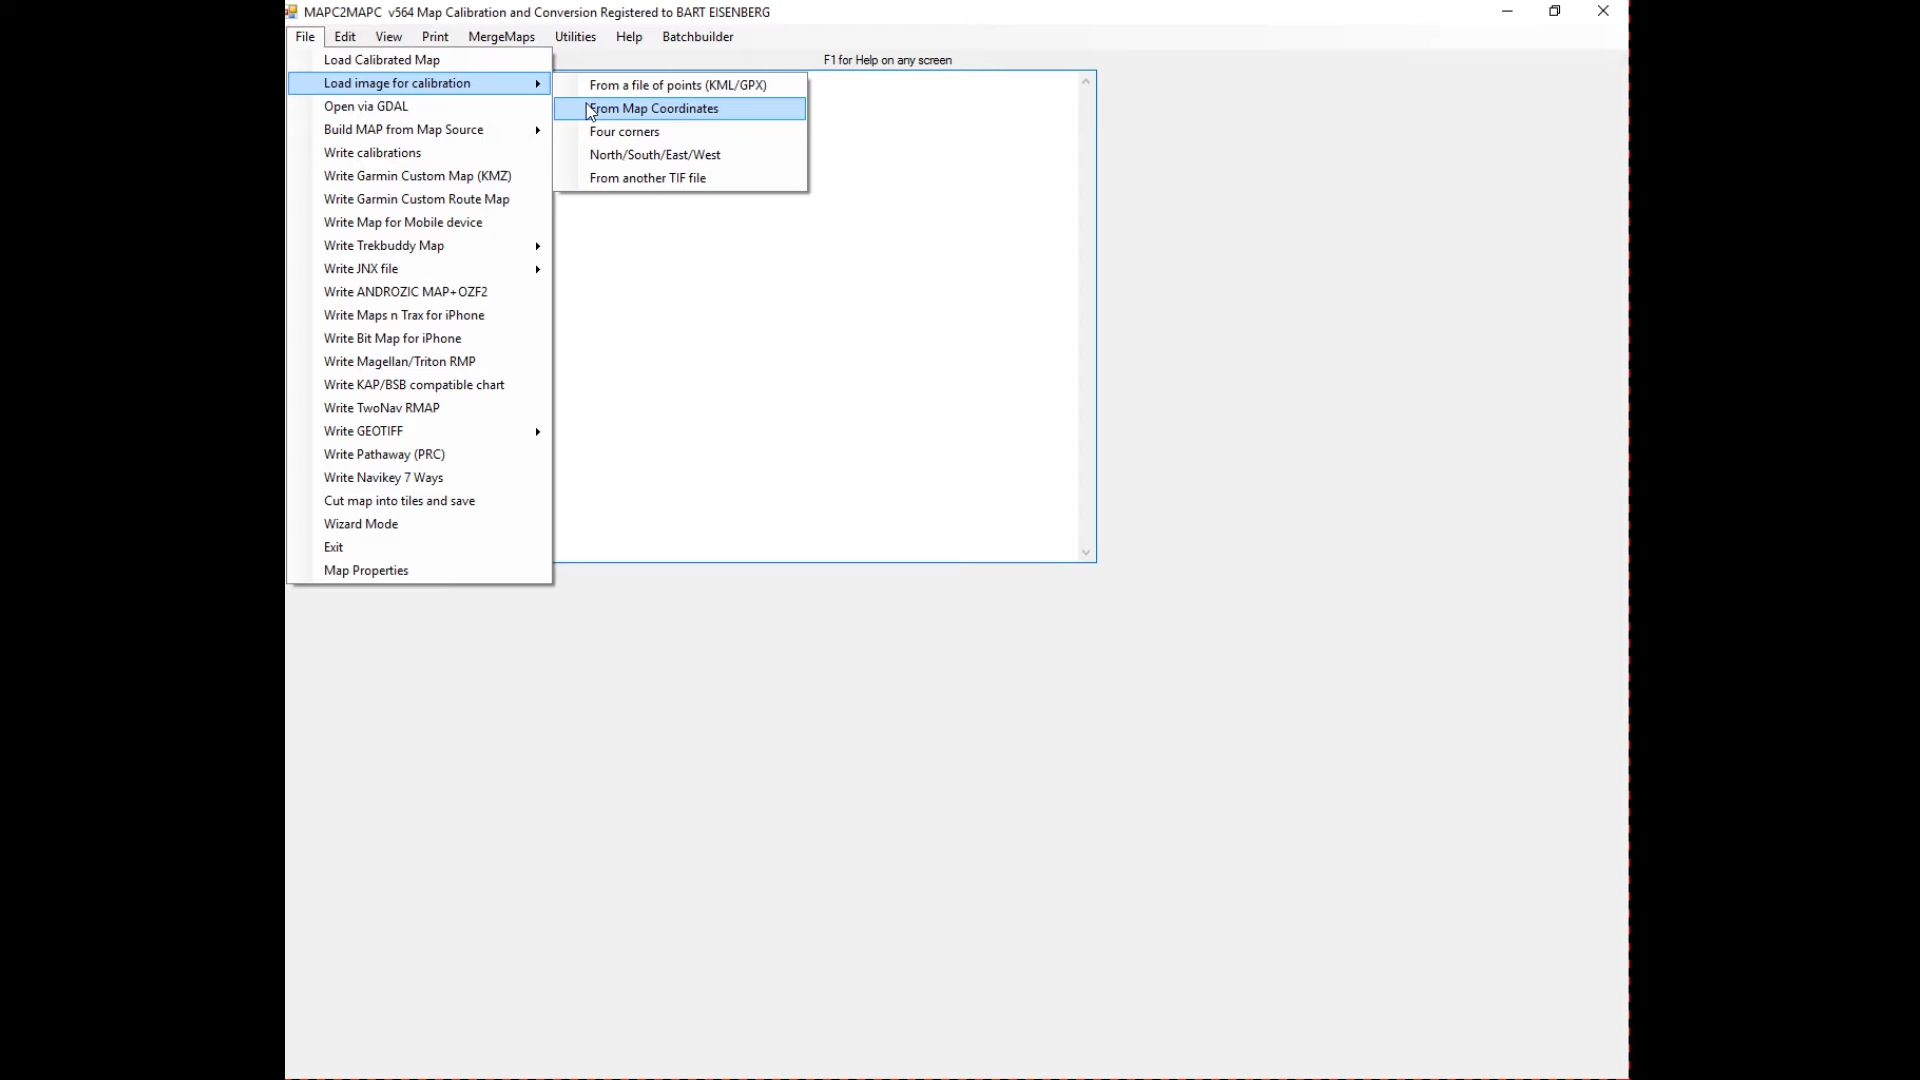 MAPC2MAPC v564 Map Calibration and Conversion Registered to BART EISENBERG
File Edit View Print MergeMaps Utilities Help Batchbuilder
F1 for Help on any screen
Load Calibrated Map
Load image for calibration
Open via GDAL
Build MAP from Map Source
Write calibrations
Write Garmin Custom Map (KMZ)
Write Garmin Custom Route Map
Write Map for Mobile device
Write Trekbuddy Map
Write JNX file
Write ANDROZIC MAP+OZF2
Write Maps n Trax for iPhone
Write Bit Map for iPhone
Write Magellan/Triton RMP
Write KAP/BSB compatible chart
Write TwoNav RMAP
Write GEOTIFF
Write Pathaway (PRC)
Write Navikey 7 Ways
Cut map into tiles and save
Wizard Mode
Exit
Map Properties
From a file of points (KML/GPX)
From Map Coordinates
Four corners
North/South/East/West
From another TIF file